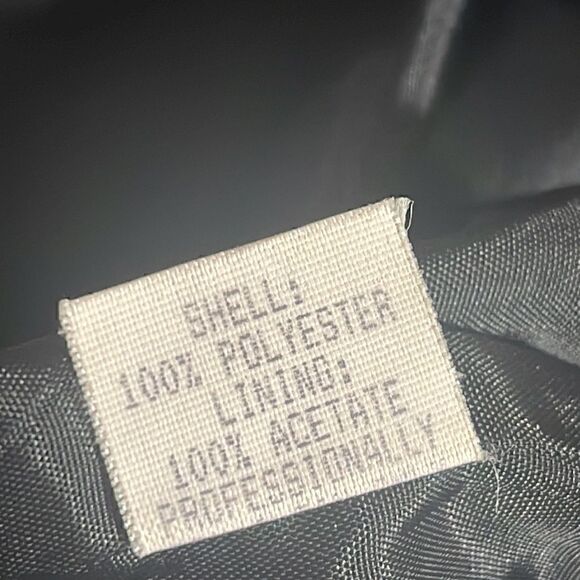 SHELL:
100% POLYESTER
LINING:
100% ACETATE
PROFESSIONALLY